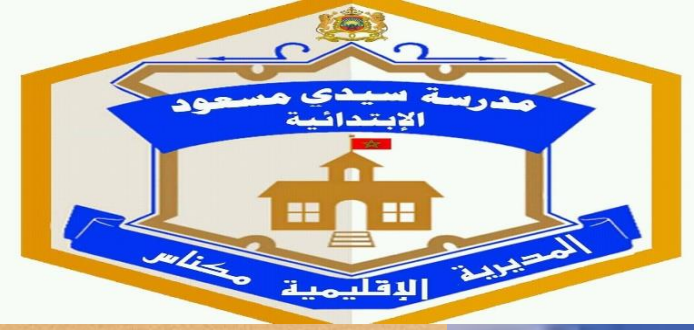 مدرسة سيدي مسعود
الإبتدائية
المديرية الإقليمية مكناس